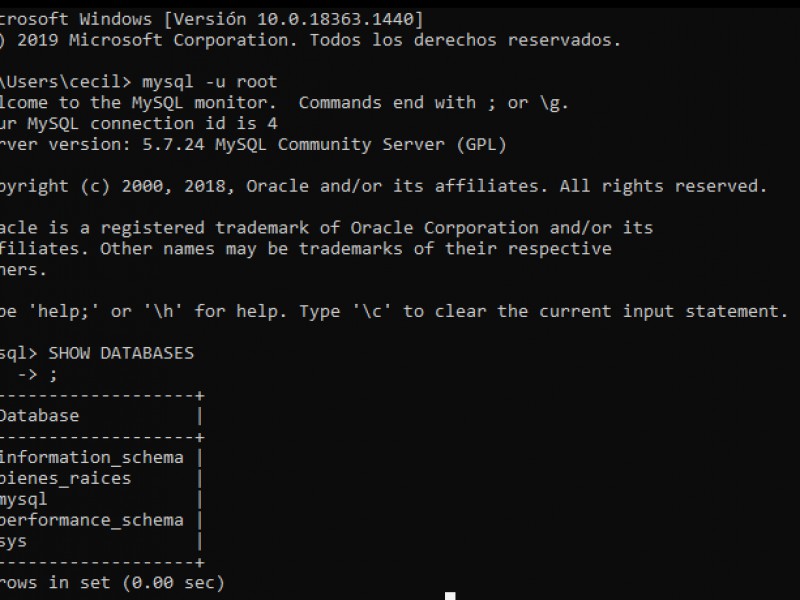 crosoft Windows [Versión 10.0.18363.1440]
) 2019 Microsoft Corporation. Todos los derechos reservados.
\Users\cecil> mysql -u root
lcome to the MySQL monitor.  Commands end with ; or \g.
ur MySQL connection id is 4
rver version: 5.7.24 MySQL Community Server (GPL)
pyright (c) 2000, 2018, Oracle and/or its affiliates. All rights reserved.
acle is a registered trademark of Oracle Corporation and/or its
filiates. Other names may be trademarks of their respective
ners.
pe 'help;' or '\h' for help. Type '\c' to clear the current input statement.
sql> SHOW DATABASES
-> ;
-------------------+
Database           |
-------------------+
information_schema |
bienes_raices      |
mysql              |
performance_schema |
sys                |
-------------------+
rows in set (0.00 sec)